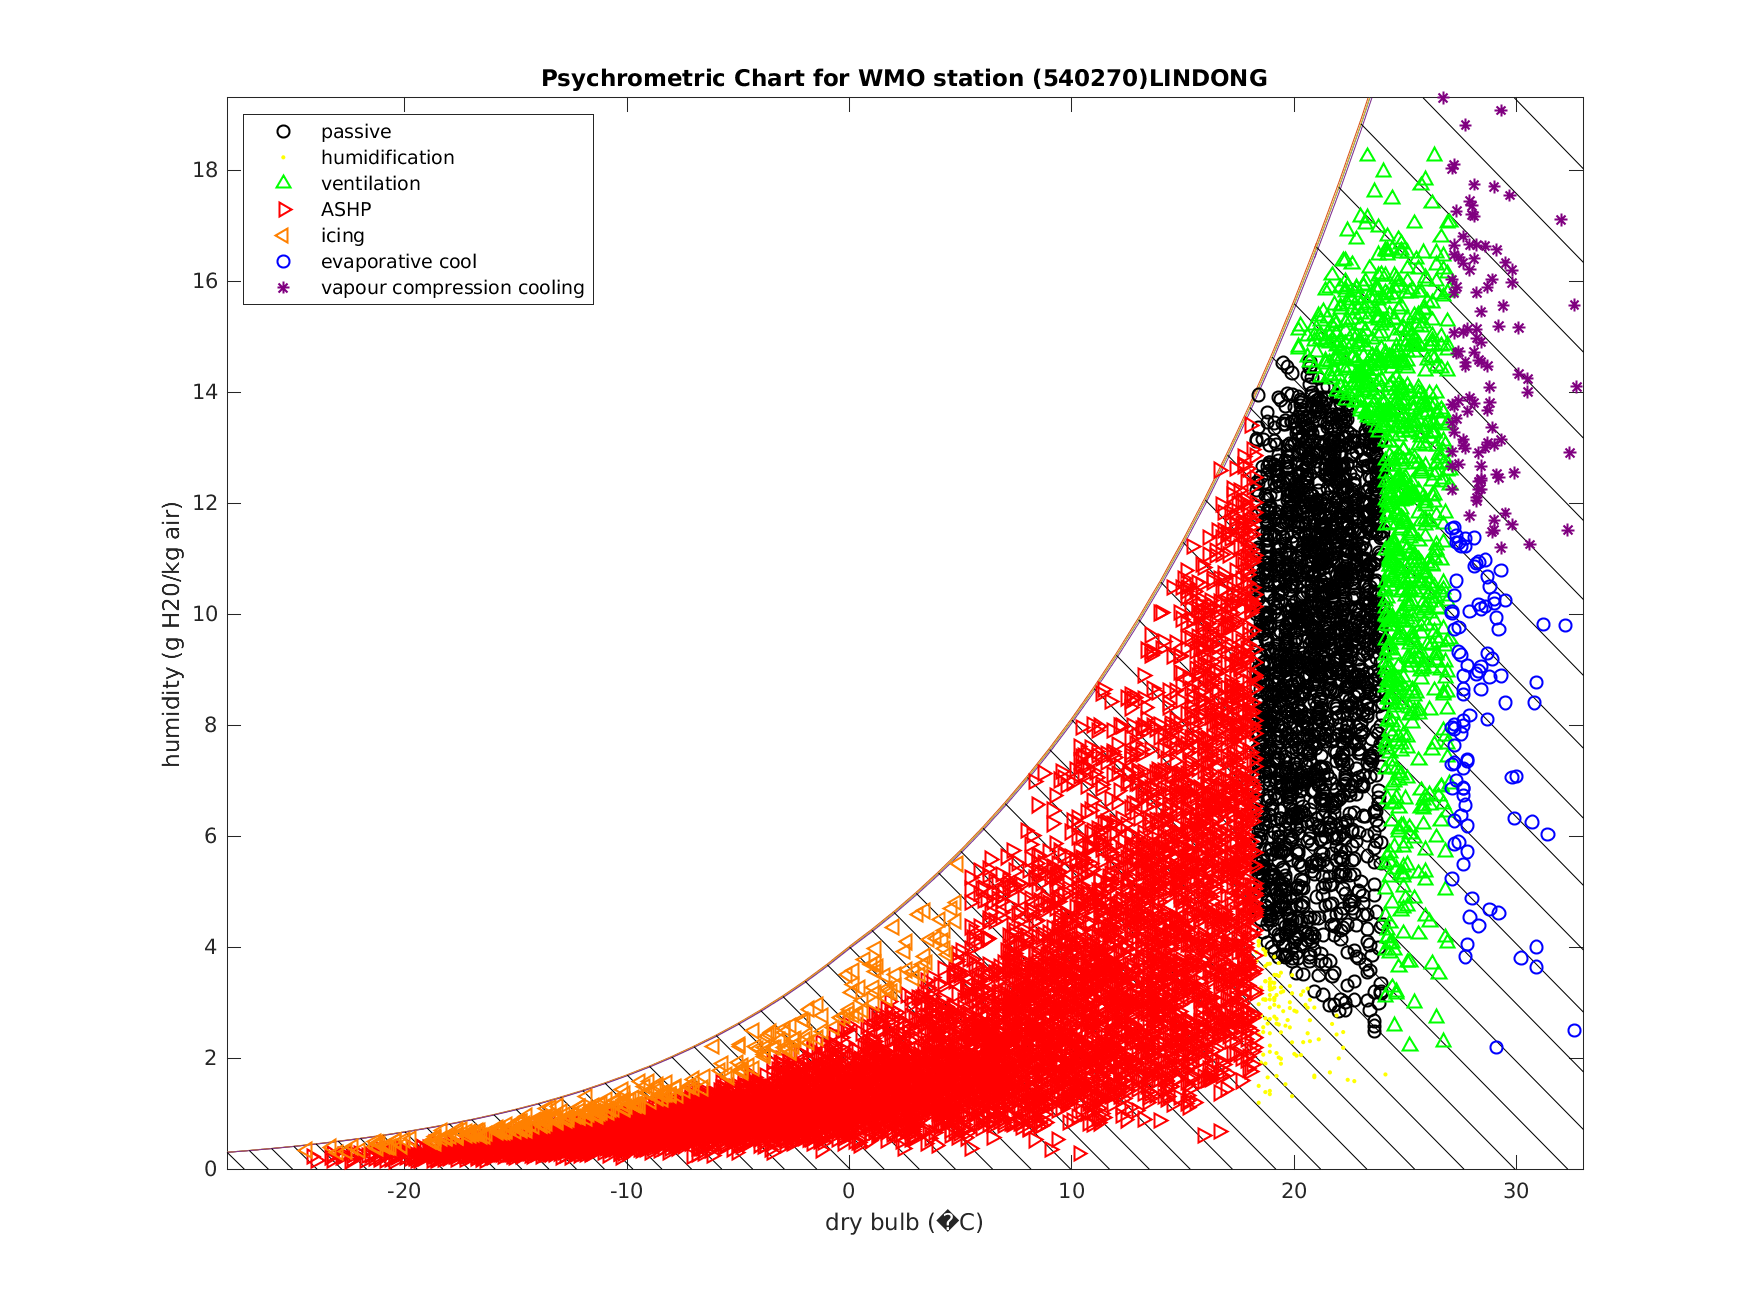 Psychrometric Chart for WMO station (540270)LINDONG
passive
humidification
ventilation
ASHP
icing
evaporative cool
vapour compression cooling
humidity (g H20/kg air)
18
16
14
12
10
8
6
4
2
0
-20
-10
0
10
20
30
dry bulb (�C)